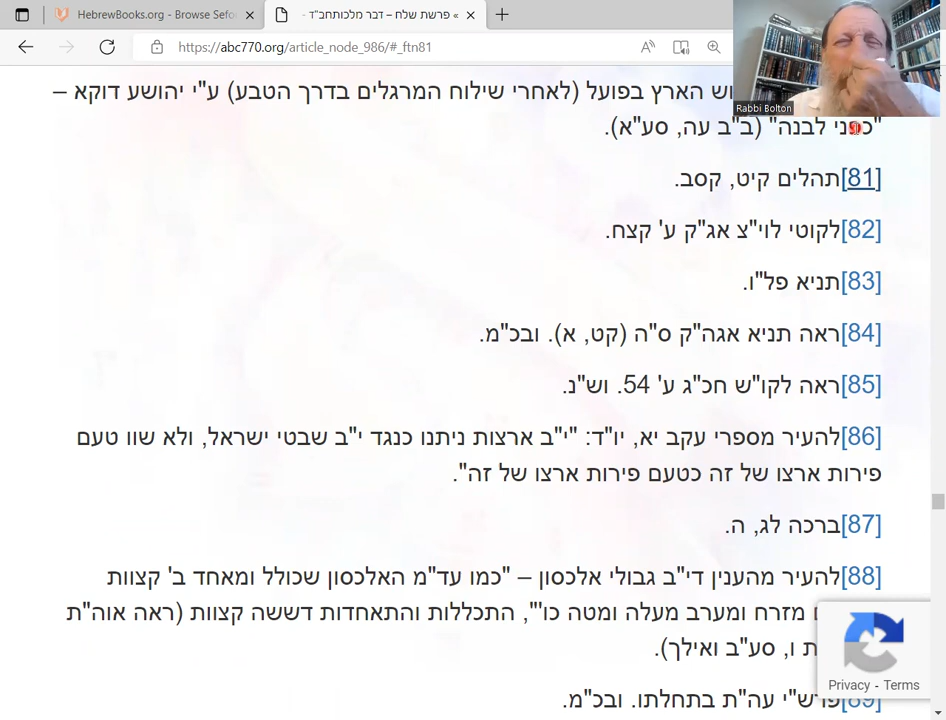 HebrewBooks.org - Browse Sefo
» פרשת שלח – דבר מלכותחב"ד -
https://abc770.org/article_node_986/#_ftn81
Rabbi Bolton
הארץ בפועל (לאחרי שילוח המרגלים בדרך הטבע) ע"י יהושע דוקא –
לבנה" (ב"ב עה, סע"א).
[81]תהלים קיט, קסב.
[82]לקוטי לוי"צ אג"ק ע' קצח.
[83]תניא פל"ו.
[84]ראה תניא אגה"ק ס"ה (קט, א). ובכ"מ.
[85]ראה לקו"ש חכ"ג ע' 54. וש"נ.
[86]להעיר מספרי עקב יא, יו"ד: "י"ב ארצות ניתנו כנגד י"ב שבטי ישראל, ולא שוו טעם
פירות ארצו של זה כטעם פירות ארצו של זה".
[87]ברכה לג, ה.
[88]להעיר מהענין די"ב גבולי אלכסון – "כמו עד"מ האלכסון שכולל ומאחד ב' קצוות
מזרח ומערב מעלה ומטה כו'", התכללות והתאחדות דששה קצוות (ראה אוה"ת
ו, סע"ב ואילך).
[89]פרש"י עה"ת בתחלתו. ובכ"מ.
Privacy - Terms